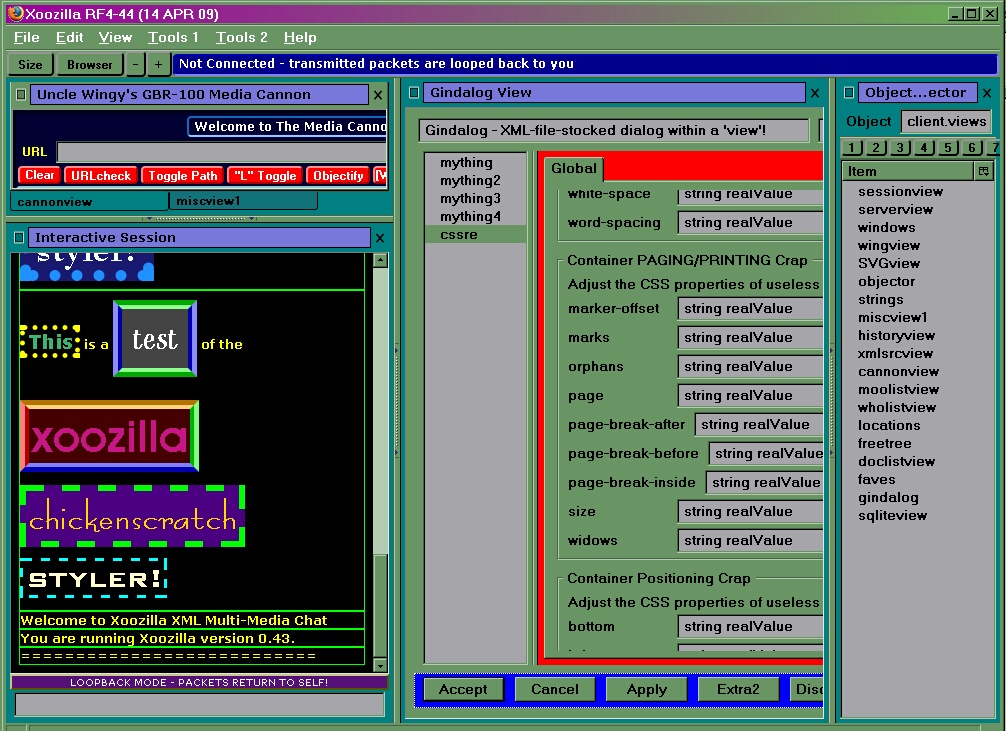 Xoozilla RF4-44 (14 APR 09)
File Edit View Tools 1 Tools 2 Help
Size Browser - + Not Connected - transmitted packets are looped back to you
Uncle Wingy's GBR-100 Media Cannon
Welcome to The Media Canno
URL
Clear URLcheck Toggle Path "L" Toggle Objectify
cannonview miscview1
Interactive Session
styler!
This is a test of the
xoozilla
chickenscratch
STYLER!
Welcome to Xoozilla XML Multi-Media Chat
You are running Xoozilla version 0.43.
==========================
LOOPBACK MODE - PACKETS RETURN TO SELF!
Gindalog View
Gindalog - XML-file-stocked dialog within a 'view'!
mything
mything2
mything3
mything4
cssre
Global
white-space string realValue
word-spacing string realValue
Container PAGING/PRINTING Crap
Adjust the CSS properties of useless
marker-offset string realValue
marks string realValue
orphans string realValue
page string realValue
page-break-after string realValue
page-break-before string realValue
page-break-inside string realValue
size string realValue
widows string realValue
Container Positioning Crap
Adjust the CSS properties of useless
bottom string realValue
Accept Cancel Apply Extra2 Disc
Object...ector
Object client.views
1 2 3 4 5 6 7
Item
sessionview
serverview
windows
wingview
SVGview
objector
strings
miscview1
historyview
xmlsrcview
cannonview
moolistview
wholistview
locations
freetree
doclistview
faves
gindalog
sqliteview